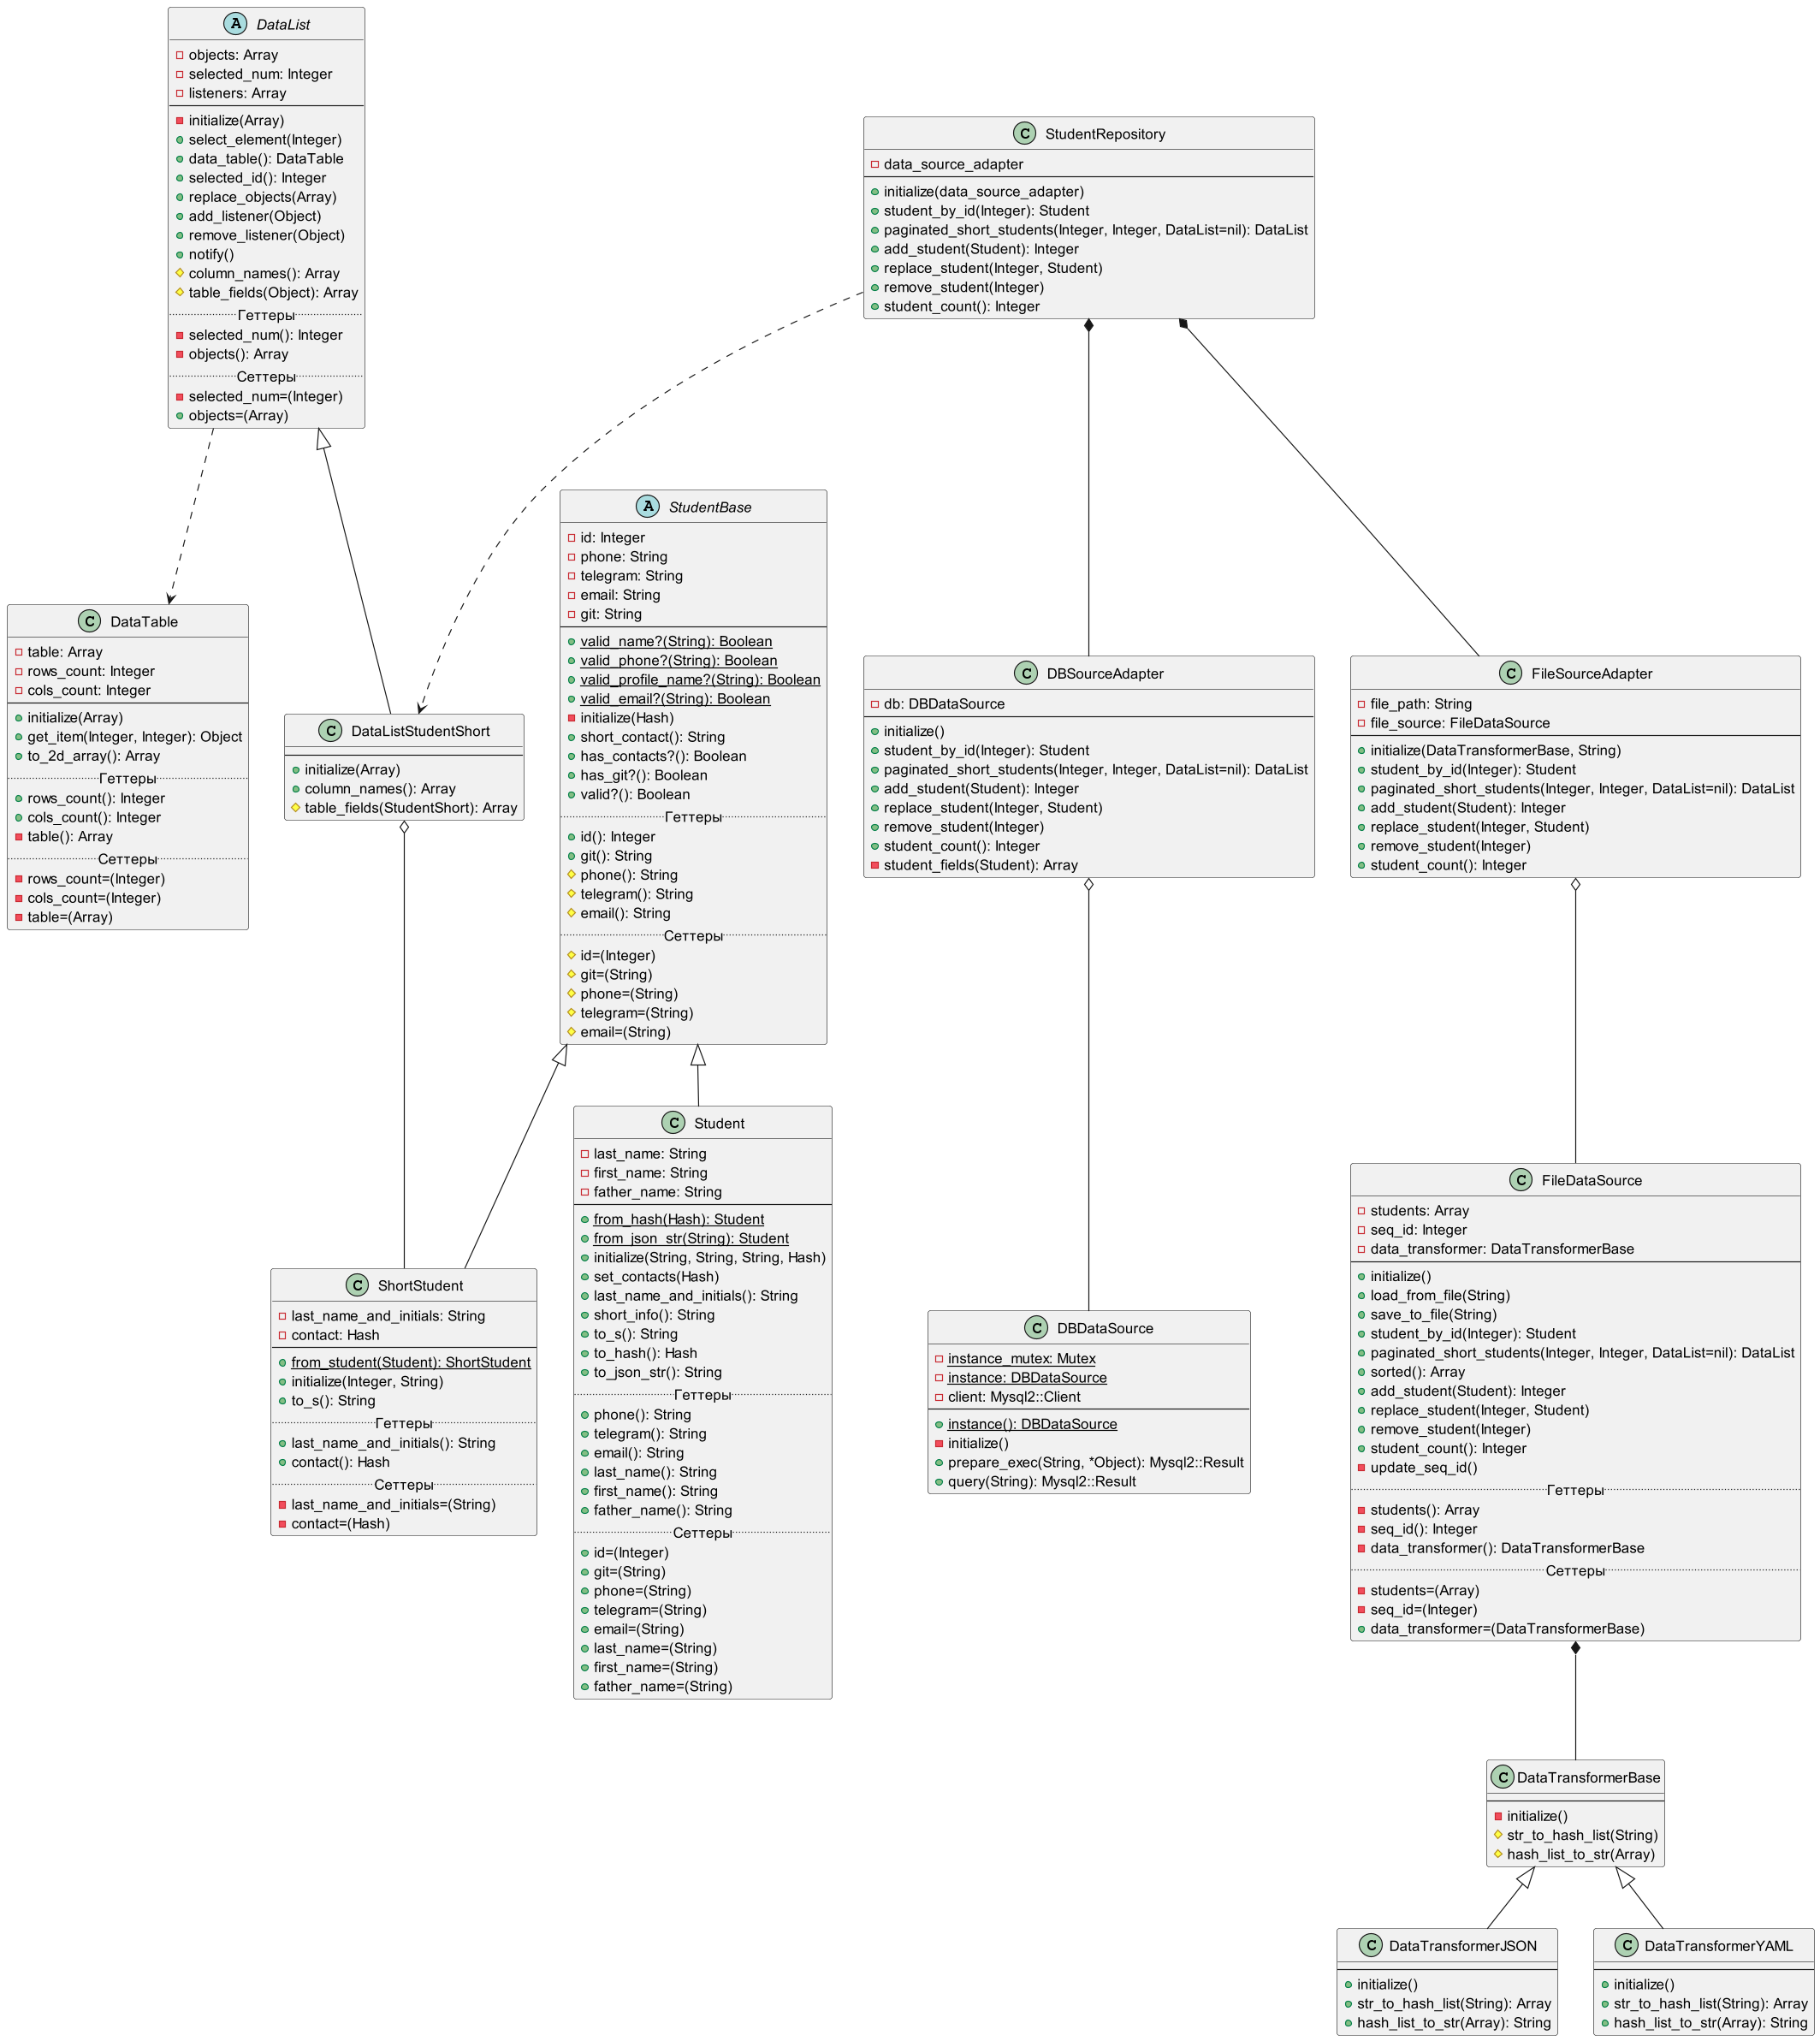 A DataList
objects: Array
selected_num: Integer
listeners: Array
initialize(Array)
select_element(Integer)
data_table(): DataTable
selected_id(): Integer
replace_objects(Array)
add_listener(Object)
remove_listener(Object)
notify()
column_names(): Array
table_fields(Object): Array
Геттеры
selected_num(): Integer
objects(): Array
Сеттеры
selected_num=(Integer)
objects=(Array)
C StudentRepository
data_source_adapter
initialize(data_source_adapter)
student_by_id(Integer): Student
paginated_short_students(Integer, Integer, DataList=nil): DataList
add_student(Student): Integer
replace_student(Integer, Student)
remove_student(Integer)
student_count(): Integer
C DataTable
table: Array
rows_count: Integer
cols_count: Integer
initialize(Array)
get_item(Integer, Integer): Object
to_2d_array(): Array
Геттеры
rows_count(): Integer
cols_count(): Integer
table(): Array
Сеттеры
rows_count=(Integer)
cols_count=(Integer)
table=(Array)
C DataListStudentShort
initialize(Array)
column_names(): Array
table_fields(StudentShort): Array
A StudentBase
id: Integer
phone: String
telegram: String
email: String
git: String
valid_name?(String): Boolean
valid_phone?(String): Boolean
valid_profile_name?(String): Boolean
valid_email?(String): Boolean
initialize(Hash)
short_contact(): String
has_contacts?(): Boolean
has_git?(): Boolean
valid?(): Boolean
Геттеры
id(): Integer
git(): String
phone(): String
telegram(): String
email(): String
Сеттеры
id=(Integer)
git=(String)
phone=(String)
telegram=(String)
email=(String)
C DBSourceAdapter
db: DBDataSource
initialize()
student_by_id(Integer): Student
paginated_short_students(Integer, Integer, DataList=nil): DataList
add_student(Student): Integer
replace_student(Integer, Student)
remove_student(Integer)
student_count(): Integer
student_fields(Student): Array
C FileSourceAdapter
file_path: String
file_source: FileDataSource
initialize(DataTransformerBase, String)
student_by_id(Integer): Student
paginated_short_students(Integer, Integer, DataList=nil): DataList
add_student(Student): Integer
replace_student(Integer, Student)
remove_student(Integer)
student_count(): Integer
C ShortStudent
last_name_and_initials: String
contact: Hash
from_student(Student): ShortStudent
initialize(Integer, String)
to_s(): String
Геттеры
last_name_and_initials(): String
contact(): Hash
Сеттеры
last_name_and_initials=(String)
contact=(Hash)
C Student
last_name: String
first_name: String
father_name: String
from_hash(Hash): Student
from_json_str(String): Student
initialize(String, String, String, Hash)
set_contacts(Hash)
last_name_and_initials(): String
short_info(): String
to_s(): String
to_hash(): Hash
to_json_str(): String
Геттеры
phone(): String
telegram(): String
email(): String
last_name(): String
first_name(): String
father_name(): String
Сеттеры
id=(Integer)
git=(String)
phone=(String)
telegram=(String)
email=(String)
last_name=(String)
first_name=(String)
father_name=(String)
C DBDataSource
instance_mutex: Mutex
instance: DBDataSource
client: Mysql2::Client
instance(): DBDataSource
initialize()
prepare_exec(String, *Object): Mysql2::Result
query(String): Mysql2::Result
C FileDataSource
students: Array
seq_id: Integer
data_transformer: DataTransformerBase
initialize()
load_from_file(String)
save_to_file(String)
student_by_id(Integer): Student
paginated_short_students(Integer, Integer, DataList=nil): DataList
sorted(): Array
add_student(Student): Integer
replace_student(Integer, Student)
remove_student(Integer)
student_count(): Integer
update_seq_id()
Геттеры
students(): Array
seq_id(): Integer
data_transformer(): DataTransformerBase
Сеттеры
students=(Array)
seq_id=(Integer)
data_transformer=(DataTransformerBase)
C DataTransformerBase
initialize()
str_to_hash_list(String)
hash_list_to_str(Array)
C DataTransformerJSON
initialize()
str_to_hash_list(String): Array
hash_list_to_str(Array): String
C DataTransformerYAML
initialize()
str_to_hash_list(String): Array
hash_list_to_str(Array): String